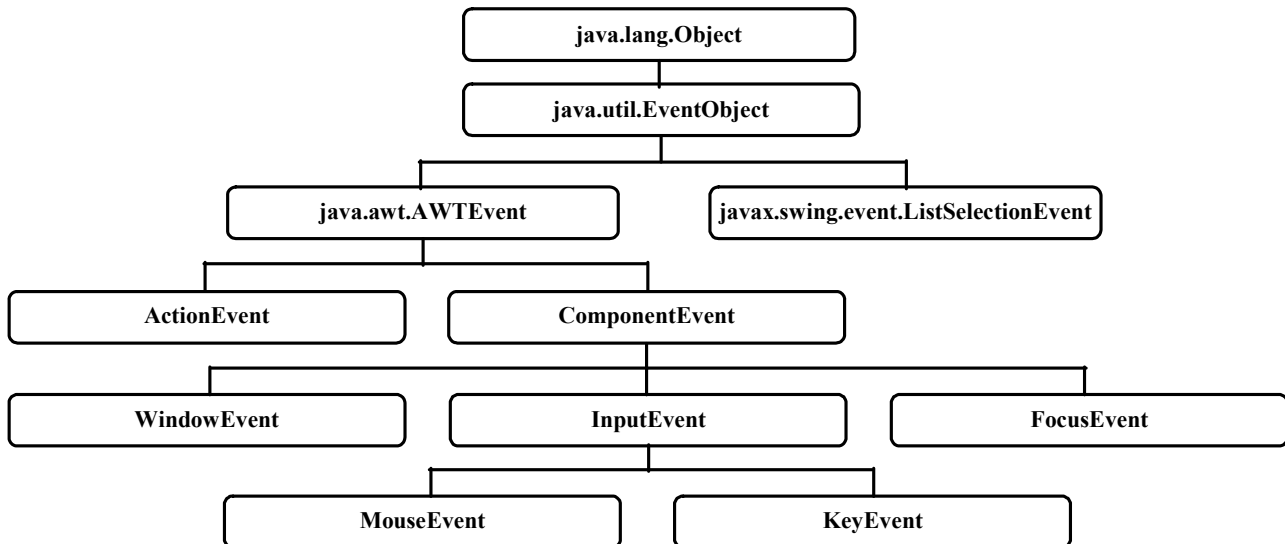 java.lang.Object
java.util.EventObject
java.awt.AWTEvent
javax.swing.event.ListSelectionEvent
ActionEvent
ComponentEvent
WindowEvent
InputEvent
FocusEvent
MouseEvent
KeyEvent